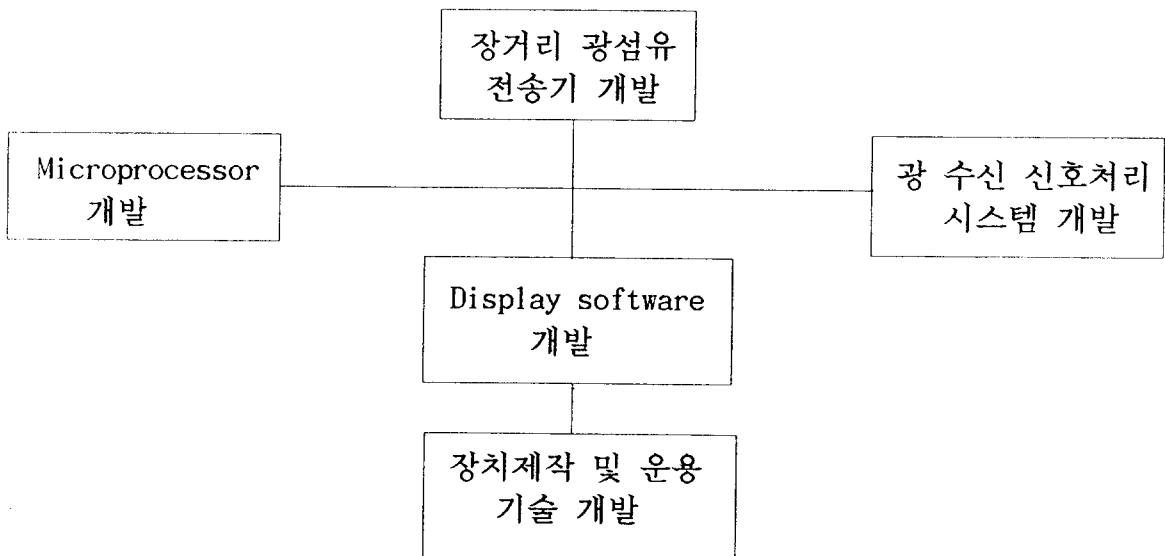 장거리 광섬유
전송기 개발
Microprocessor
개발
광 수신 신호처리
시스템 개발
Display software
개발
장치제작 및 운용
기술 개발